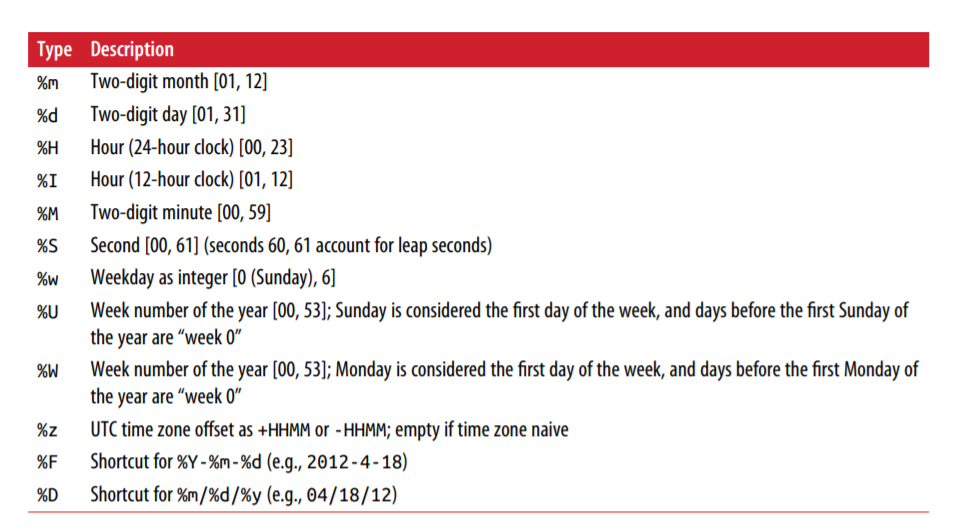 Type Description
%m Two-digit month [01, 12]
%d Two-digit day [01, 31]
%H Hour (24-hour clock) [00, 23]
%I Hour (12-hour clock) [01, 12]
%M Two-digit minute [00, 59]
%S Second [00, 61] (seconds 60, 61 account for leap seconds)
%w Weekday as integer [0 (Sunday), 6]
%U Week number of the year [00, 53]; Sunday is considered the first day of the week, and days before the first Sunday of
the year are “week 0”
%W Week number of the year [00, 53]; Monday is considered the first day of the week, and days before the first Monday of
the year are “week 0”
%z UTC time zone offset as +HHMM or -HHMM; empty if time zone naive
%F Shortcut for %Y-%m-%d (e.g., 2012-4-18)
%D Shortcut for %m/%d/%y (e.g., 04/18/12)